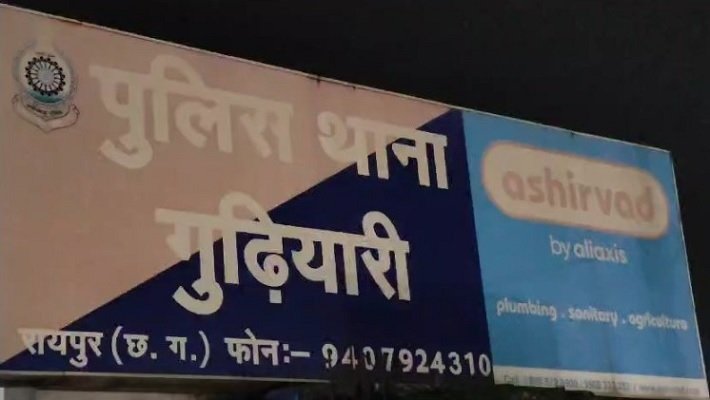 पुलिस थाना
गुढ़ियारी
रायपुर (छ. ग.) फोन:- 9407924310
ashirvad
by aliaxis
plumbing . sanitary . agriculture